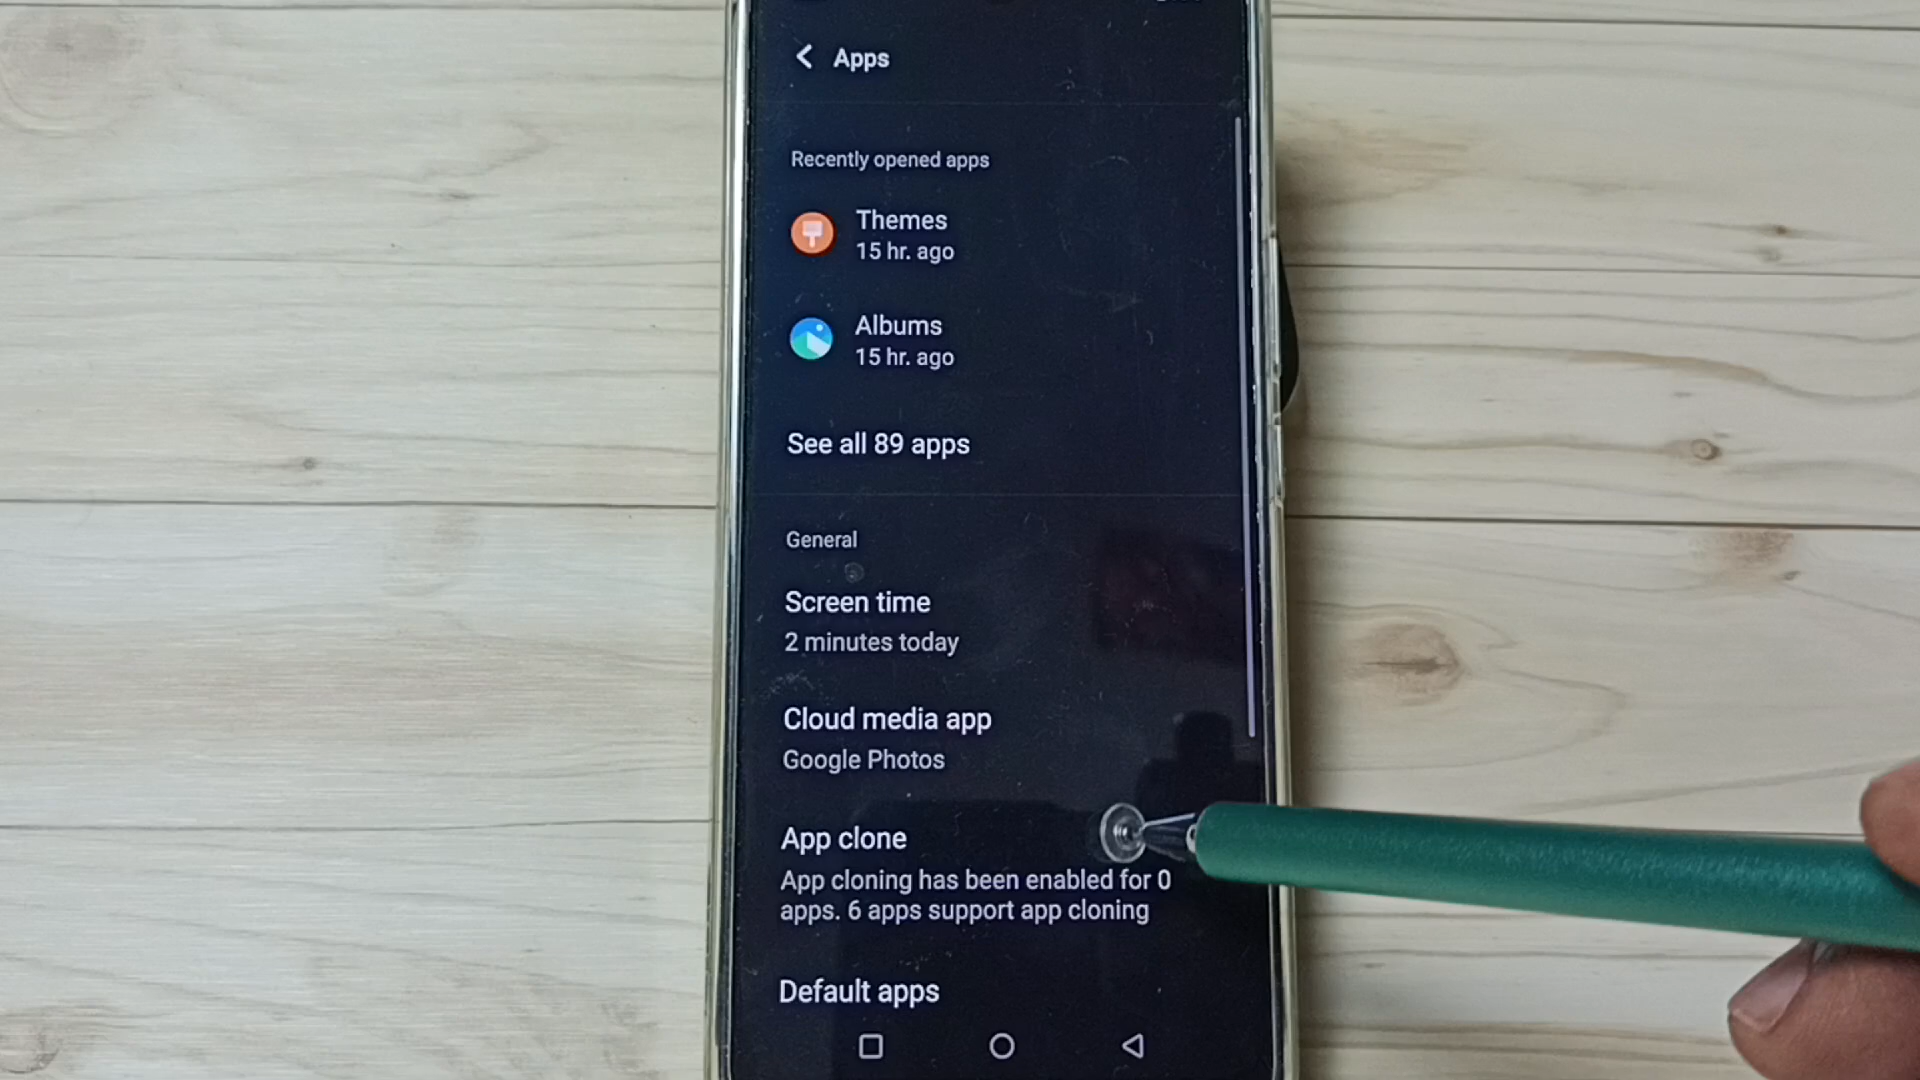 Apps
Recently opened apps
Themes
15 hr. ago
Albums
15 hr. ago
See all 89 apps
General
Screen time
2 minutes today
Cloud media app
Google Photos
App clone
App cloning has been enabled for 0
apps. 6 apps support app cloning
Default apps